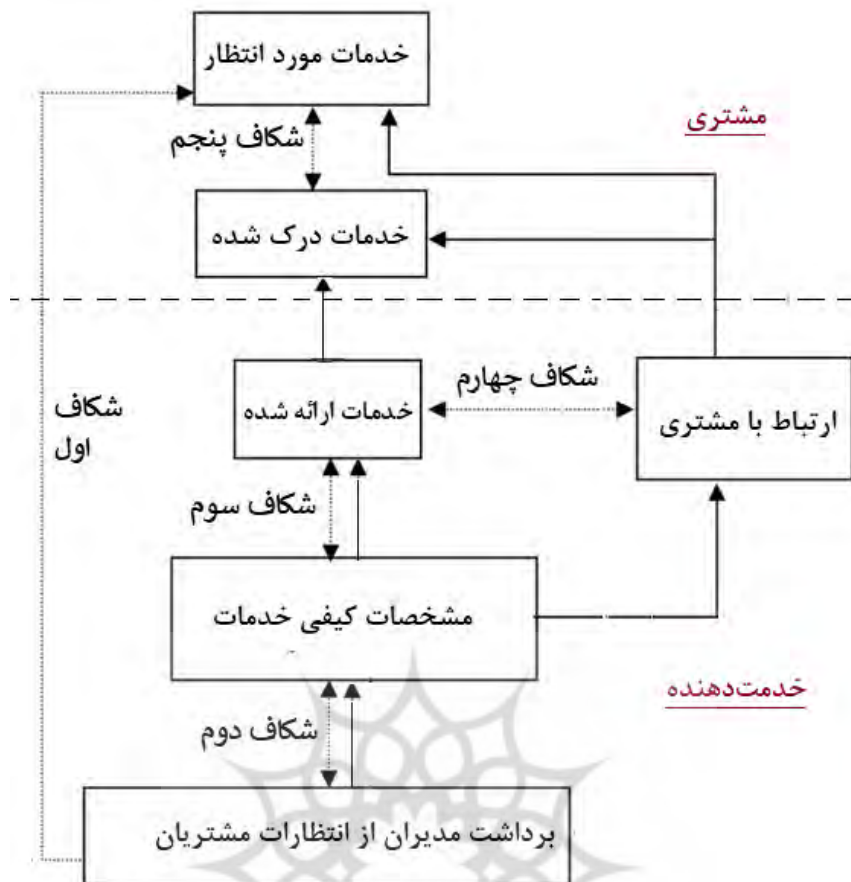 خدمات مورد انتظار
مشتری
شکاف پنجم
خدمات درک شده
شکاف چهارم
خدمات ارائه شده
ارتباط با مشتری
شکاف
اول
شکاف سوم
مشخصات کیفی خدمات
خدمت‌دهنده
شکاف دوم
برداشت مدیران از انتظارات مشتریان